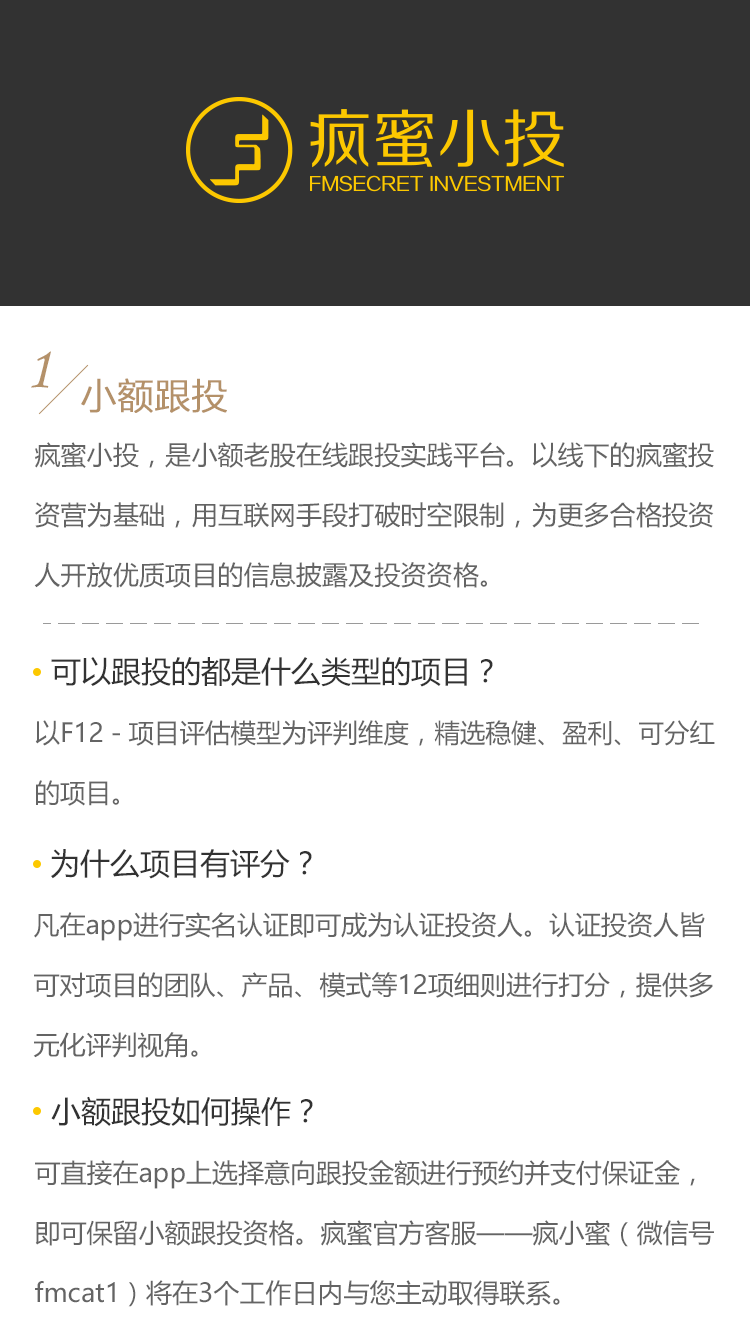 疯蜜小投
FMSECRET INVESTMENT
1
小额跟投
疯蜜小投，是小额老股在线跟投实践平台。以线下的疯蜜投
资营为基础，用互联网手段打破时空限制，为更多合格投资
人开放优质项目的信息披露及投资资格。
• 可以跟投的都是什么类型的项目？
以F12 - 项目评估模型为评判维度，精选稳健、盈利、可分红
的项目。
• 为什么项目有评分？
凡在app进行实名认证即可成为认证投资人。认证投资人皆
可对项目的团队、产品、模式等12项细则进行打分，提供多
元化评判视角。
• 小额跟投如何操作？
可直接在app上选择意向跟投金额进行预约并支付保证金，
即可保留小额跟投资格。疯蜜官方客服——疯小蜜（微信号
fmcat1）将在3个工作日内与您主动取得联系。